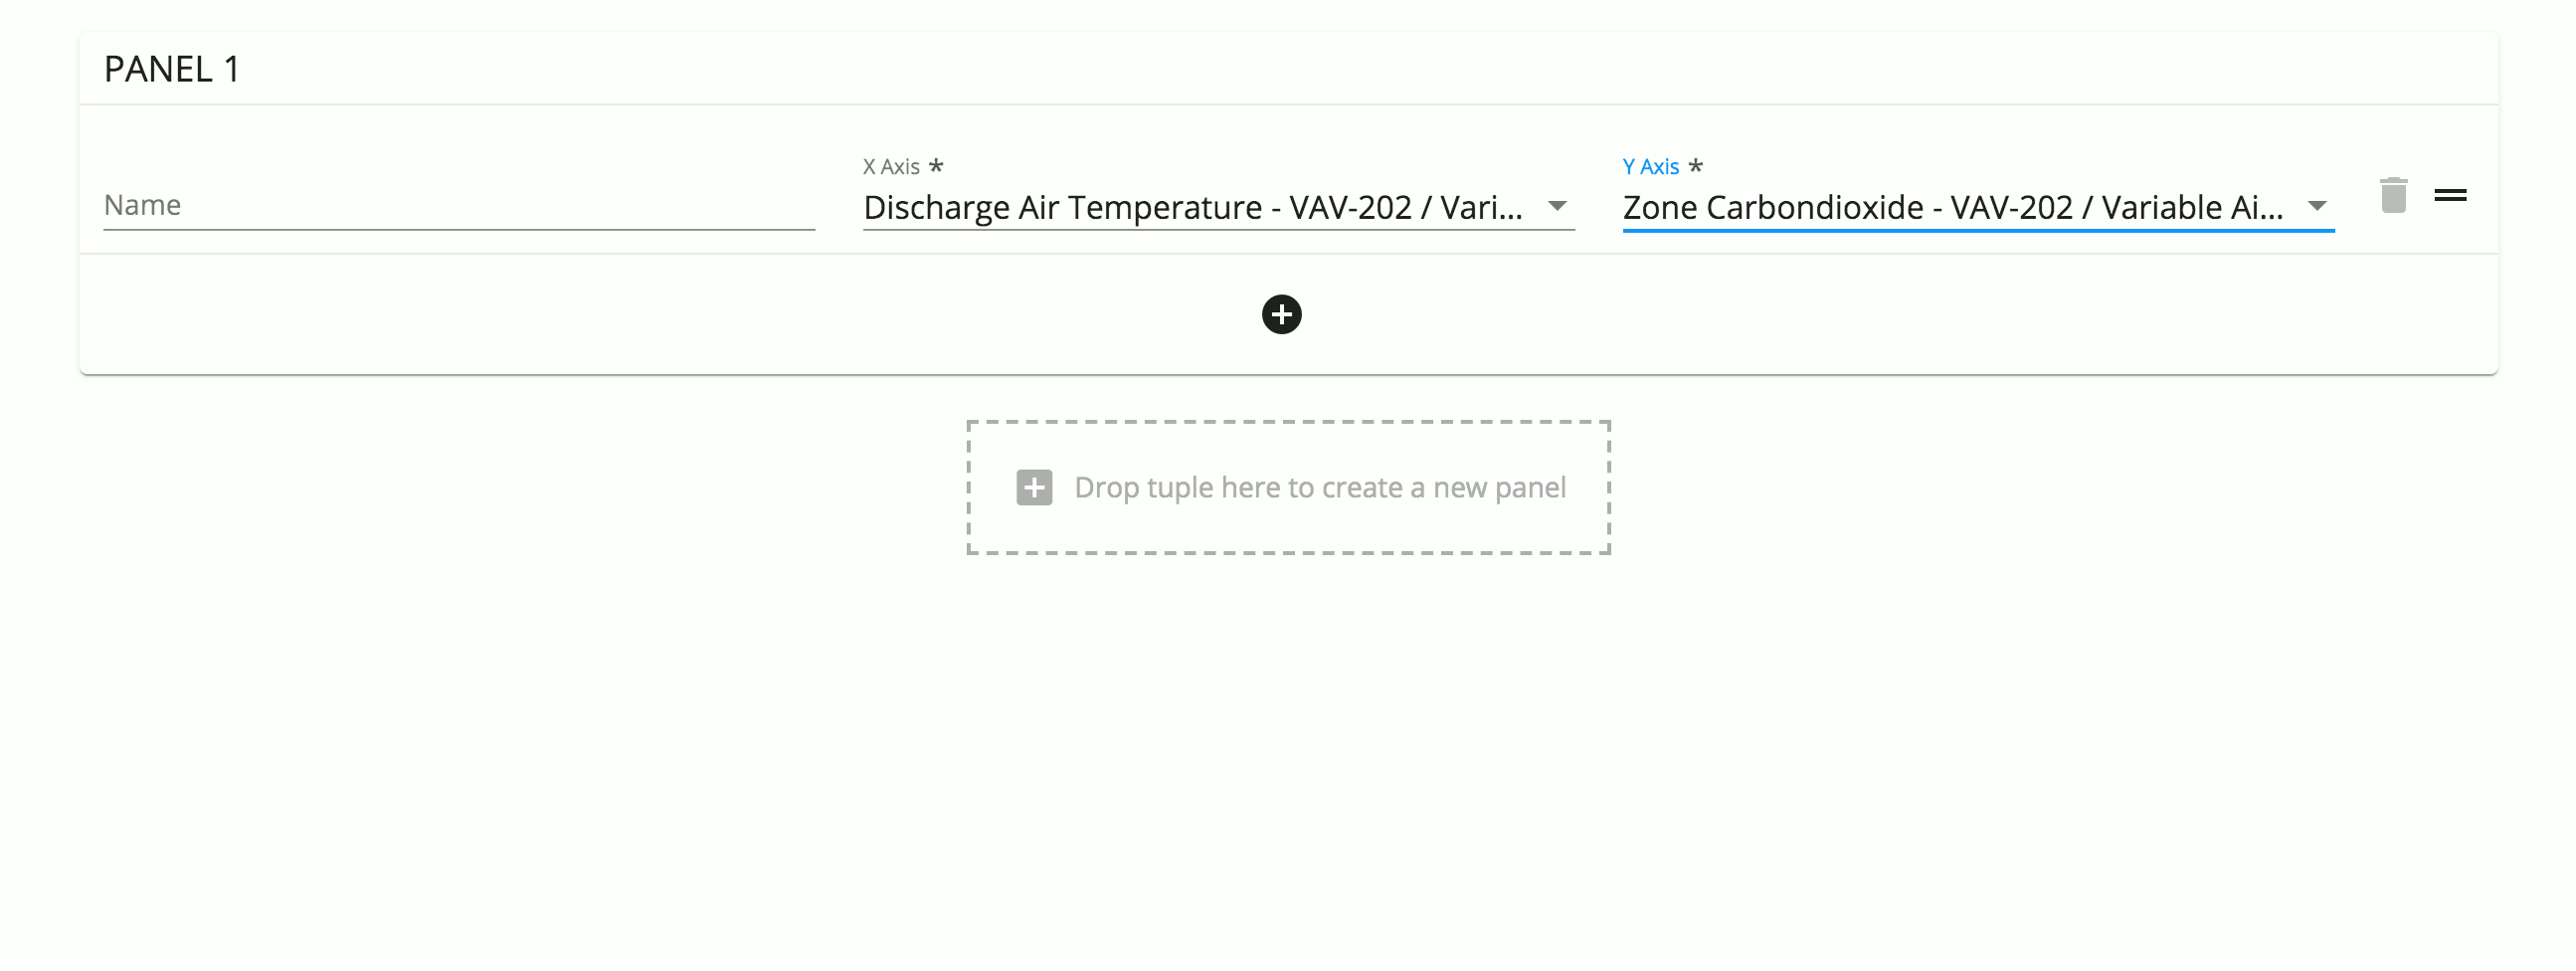 PANEL 1
Name
X Axis *
Discharge Air Temperature - VAV-202 / Vari...
Y Axis *
Zone Carbondioxide - VAV-202 / Variable Ai...
Drop tuple here to create a new panel